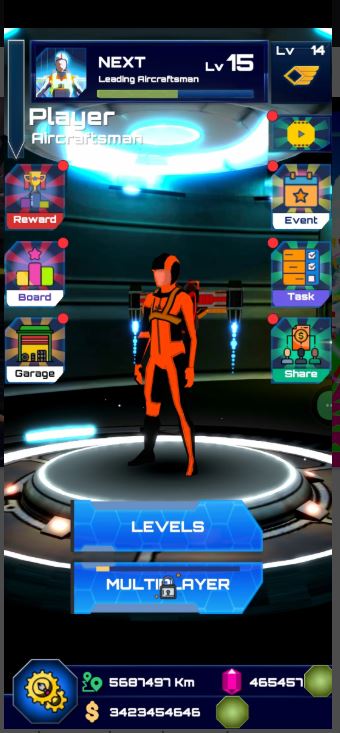 Lv 14
NEXT
Lv 15
Leading Aircraftsman
Player
Aircraftsman
Reward
Event
Board
Task
Garage
Share
LEVELS
MULTIPLAYER
5687497 Km
465457
3423454646